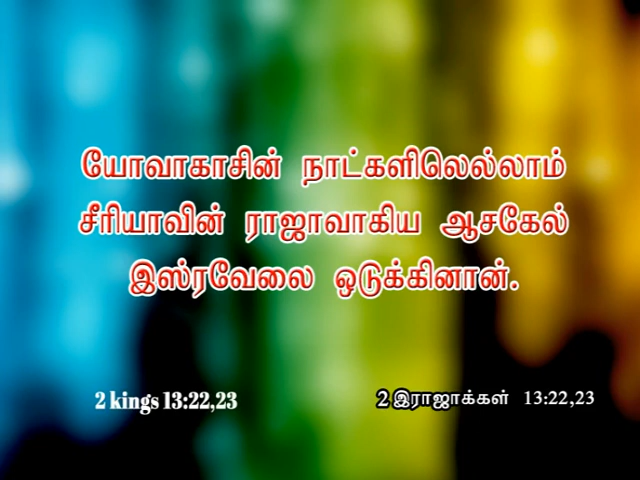 யோவாகாசின் நாட்களிலெல்லாம்
சீரியாவின் ராஜாவாகிய ஆசகேல்
இஸ்ரவேலை ஒடுக்கினான்.
2 kings 13:22,23 2 இராஜாக்கள் 13:22,23